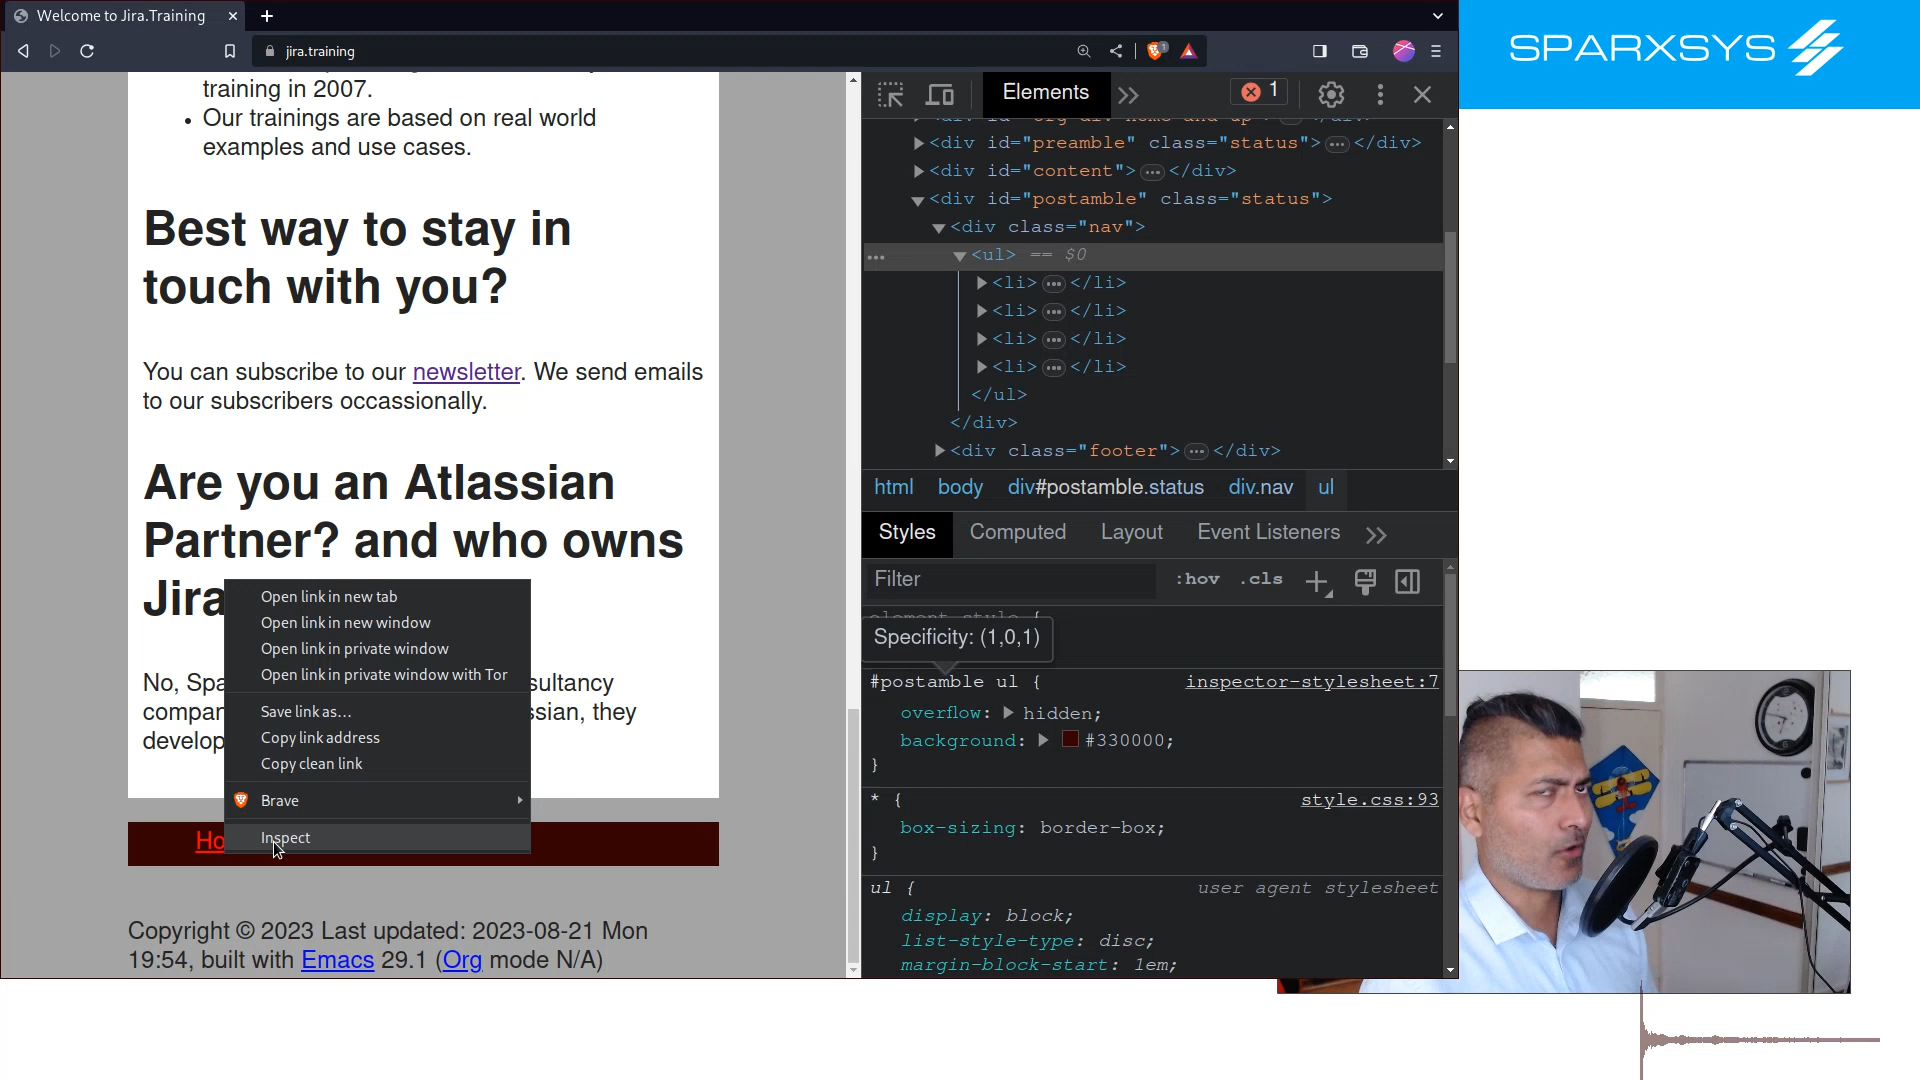 Welcome to Jira.Training
jira.training
1
SPARXSYS
training in 2007.
Our trainings are based on real world
examples and use cases.
Best way to stay in
touch with you?
You can subscribe to our newsletter. We send emails
to our subscribers occassionally.
Are you an Atlassian
Partner? and who owns
Jira
No, Spa
sultancy
compan
ssian, they
develop
Open link in new tab
Open link in new window
Open link in private window
Open link in private window with Tor
Save link as...
Copy link address
Copy clean link
Brave
Inspect
Ho
Copyright © 2023 Last updated: 2023-08-21 Mon
19:54, built with Emacs 29.1 (Org mode N/A)
Elements
1
<div id="preamble" class="status"> … </div>
<div id="content"> … </div>
<div id="postamble" class="status">
<div class="nav">
… <ul> == $0
<li> … </li>
<li> … </li>
<li> … </li>
<li> … </li>
</ul>
</div>
<div class="footer"> … </div>
html body div#postamble.status div.nav ul
Styles Computed Layout Event Listeners
Filter :hov .cls
Specificity: (1,0,1)
#postamble ul { inspector-stylesheet:7
overflow: hidden;
background: #330000;
}
* { style.css:93
box-sizing: border-box;
}
ul { user agent stylesheet
display: block;
list-style-type: disc;
margin-block-start: 1em;